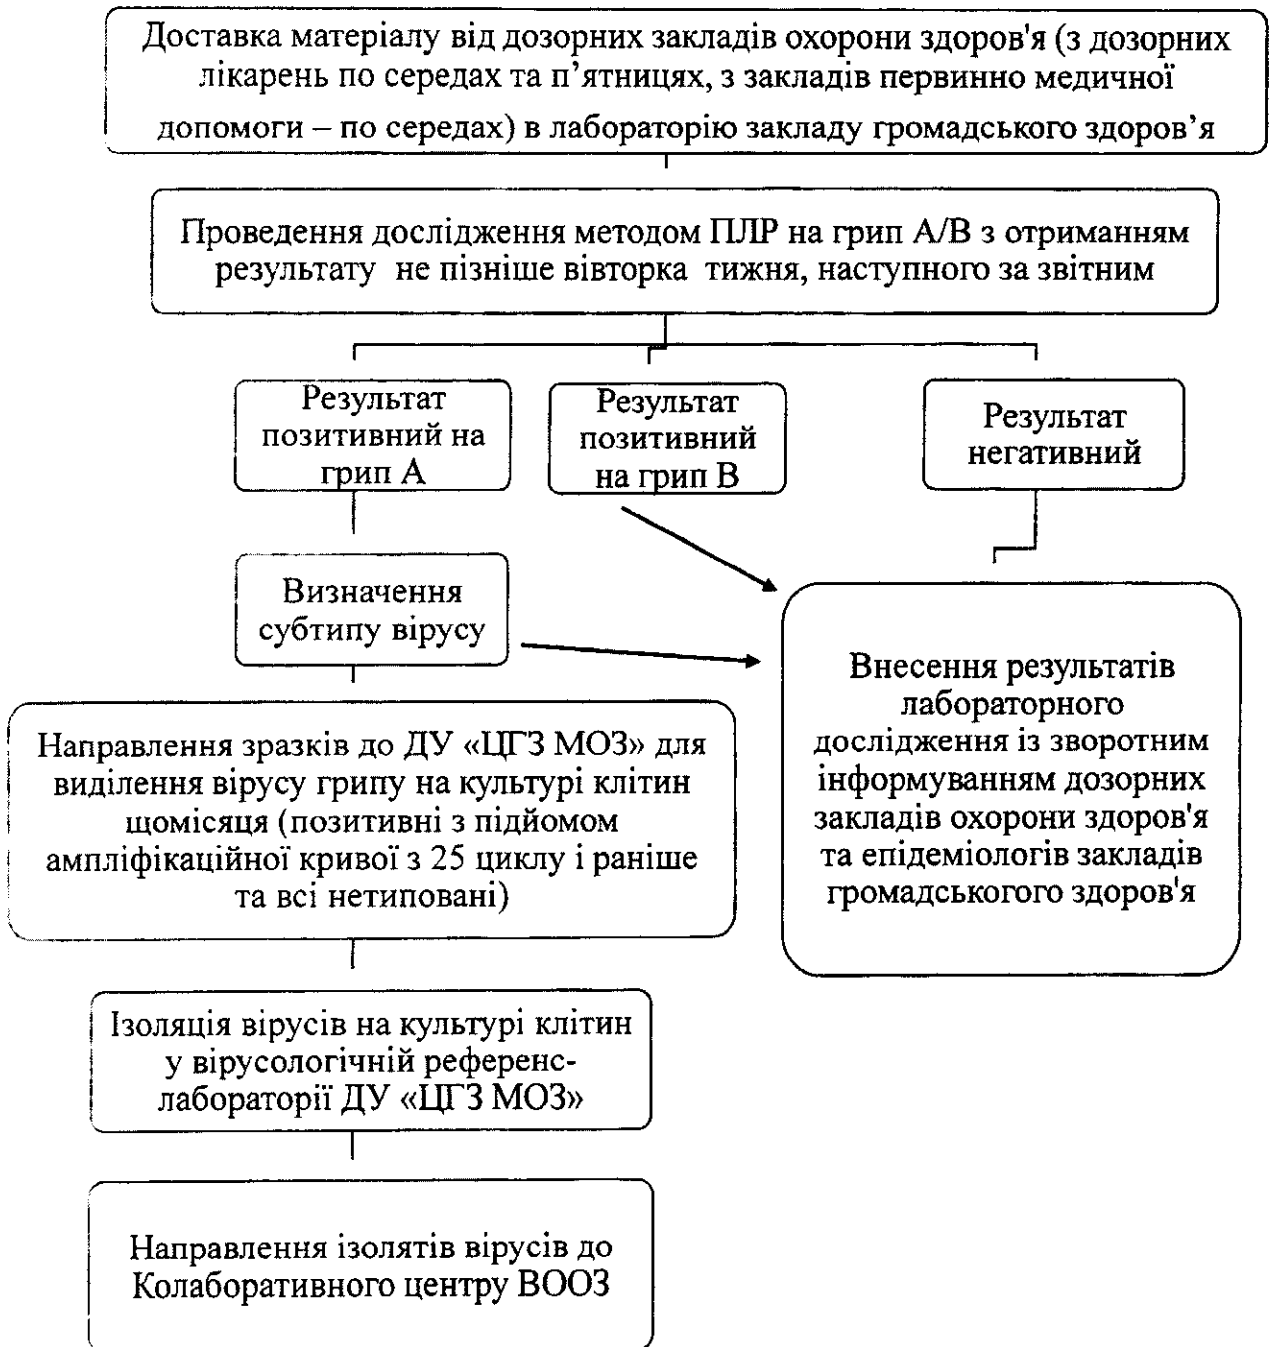 Доставка матеріалу від дозорних закладів охорони здоров'я (з дозорних
лікарень по середах та п’ятницях, з закладів первинно медичної
допомоги – по середах) в лабораторію закладу громадського здоров’я
Проведення дослідження методом ПЛР на грип А/В з отриманням
результату не пізніше вівторка тижня, наступного за звітним
Результат
позитивний на
грип А
Результат
позитивний
на грип В
Результат
негативний
Визначення
субтипу вірусу
Внесення результатів
лабораторного
дослідження із зворотним
інформуванням дозорних
закладів охорони здоров'я
та епідеміологів закладів
громадськогого здоров'я
Направлення зразків до ДУ «ЦГЗ МОЗ» для
виділення вірусу грипу на культурі клітин
щомісяця (позитивні з підйомом
ампліфікаційної кривої з 25 циклу і раніше
та всі нетиповані)
Ізоляція вірусів на культурі клітин
у вірусологічній референс-
лабораторії ДУ «ЦГЗ МОЗ»
Направлення ізолятів вірусів до
Колаборативного центру ВООЗ